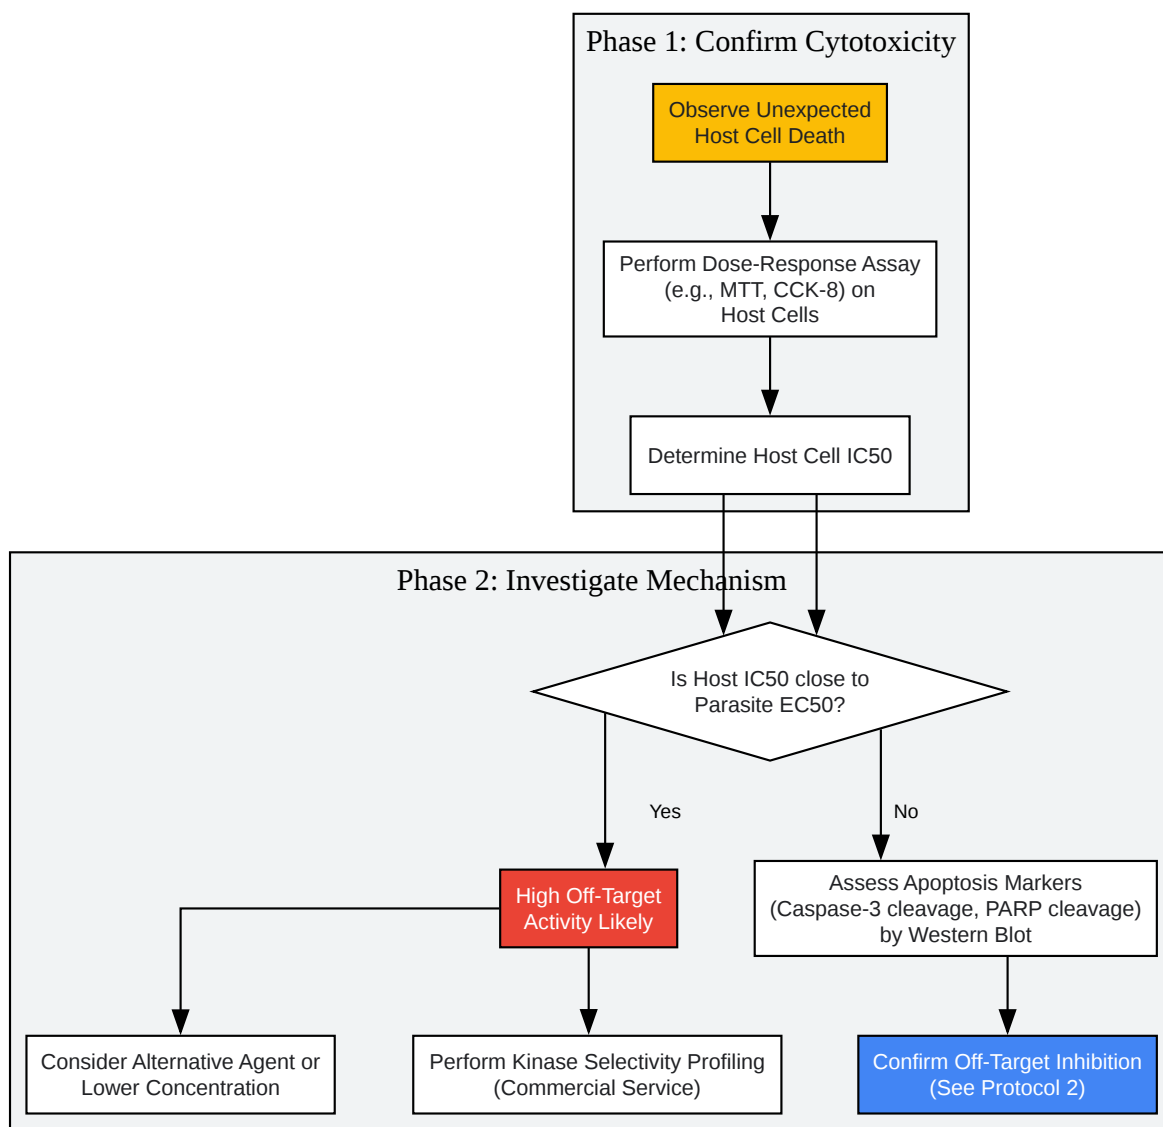 Phase 1: Confirm Cytotoxicity
Observe Unexpected
Host Cell Death
Perform Dose-Response Assay
(e.g., MTT, CCK-8) on
Host Cells
Determine Host Cell IC50
Phase 2: Investigate Mechanism
Is Host IC50 close to
Parasite EC50?
Yes
No
High Off-Target
Activity Likely
Assess Apoptosis Markers
(Caspase-3 cleavage, PARP cleavage)
by Western Blot
Consider Alternative Agent or
Lower Concentration
Perform Kinase Selectivity Profiling
(Commercial Service)
Confirm Off-Target Inhibition
(See Protocol 2)